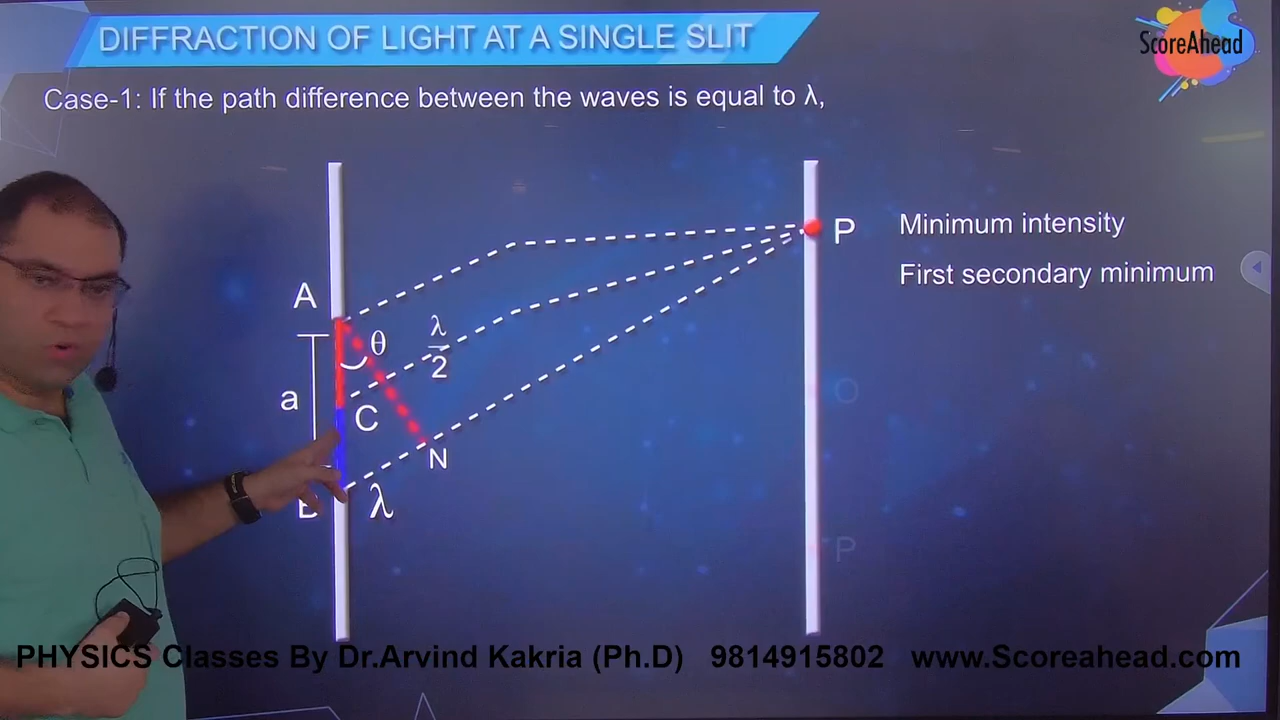 DIFFRACTION OF LIGHT AT A SINGLE SLIT
ScoreAhead
Case-1: If the path difference between the waves is equal to λ,
P Minimum intensity
First secondary minimum
A
θ
λ
2
a
C
O
N
λ
P
PHYSICS Classes By Dr.Arvind Kakria (Ph.D) 9814915802 www.Scoreahead.com